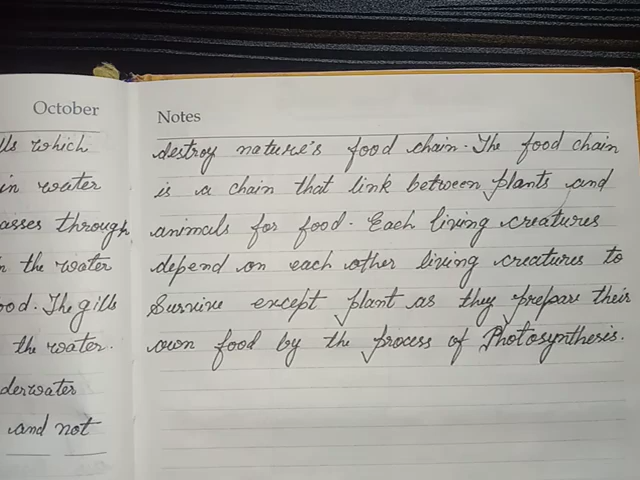 October
lls which
in water
asses through
n the water
ood. The gills
the water.
derwater
and not
Notes
destroy nature's food chain. The food chain
is a chain that link between plants and
animals for food. Each living creatures
depend on each other living creatures to
Survive except plant as they prepare their
own food by the process of Photosynthesis.